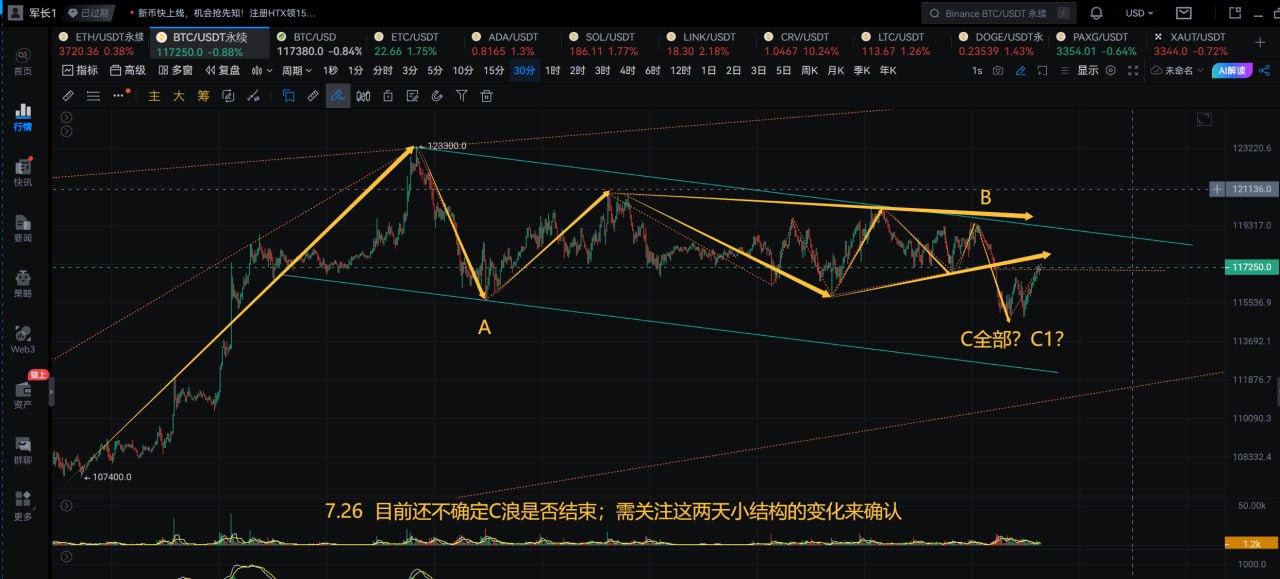 军长1 已过期 新币快上线，机会抢先知！注册HTX领15...
Binance BTC/USDT 永续 /
USD
ETH/USDT永续 BTC/USDT永续 BTC/USD ETC/USDT ADA/USDT SOL/USDT LINK/USDT CRV/USDT LTC/USDT DOGE/USDT永 PAXG/USDT XAUT/USDT
3720.36 0.38% 117250.0 -0.88% 117380.0 -0.84% 22.66 1.75% 0.8165 1.3% 186.11 1.77% 18.30 2.18% 1.0467 10.24% 113.67 1.26% 0.23539 1.43% 3354.01 -0.64% 3344.0 -0.72%
指标 高级 多窗 复盘 周期 1秒 1分 分时 3分 5分 10分 15分 30分 1时 2时 3时 4时 6时 12时 1日 2日 3日 5日 周K 月K 季K 年K 1s 显示 未命名 AI解读
主 大 筹
首页
行情
快讯
要闻
策略
Web3
链上
资产
群聊
更多
123300.0
107400.0
A
B
C全部？C1？
7.26 目前还不确定C浪是否结束；需关注这两天小结构的变化来确认
123220.6
121136.0
119317.0
117250.0
115536.9
113692.1
111876.7
110090.3
108332.4
50.00k
1.2k
1000.0